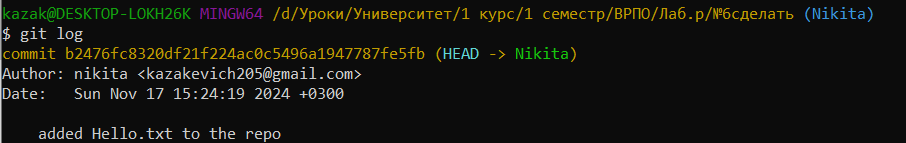 kazak@DESKTOP-LOKH26K MINGW64 /d/Уроки/Университет/1 курс/1 семестр/ВРПО/Лаб.р/№6сделать (Nikita)
$ git log
commit b2476fc8320df21f224ac0c5496a1947787fe5fb (HEAD -> Nikita)
Author: nikita <kazakevich205@gmail.com>
Date:   Sun Nov 17 15:24:19 2024 +0300

    added Hello.txt to the repo